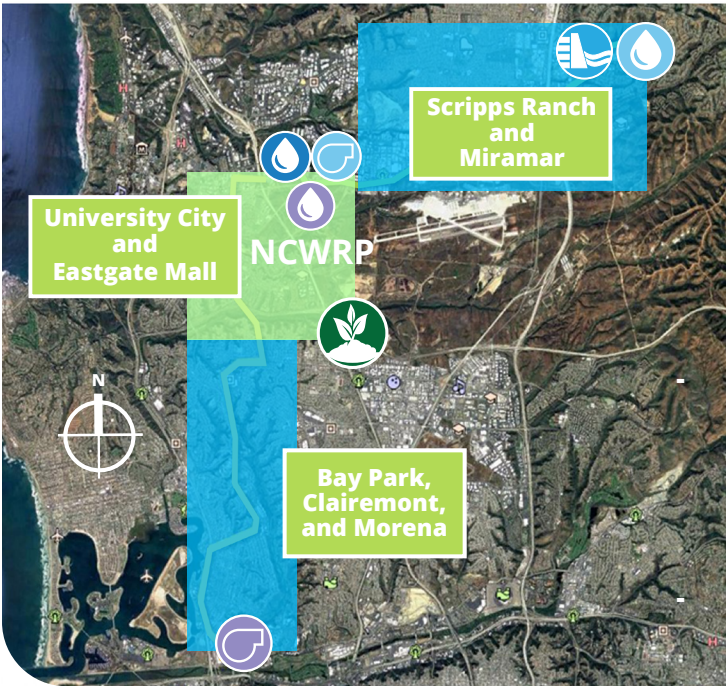 Scripps Ranch
and
Miramar
University City
and
Eastgate Mall
NCWRP
N
Bay Park,
Clairemont,
and Morena